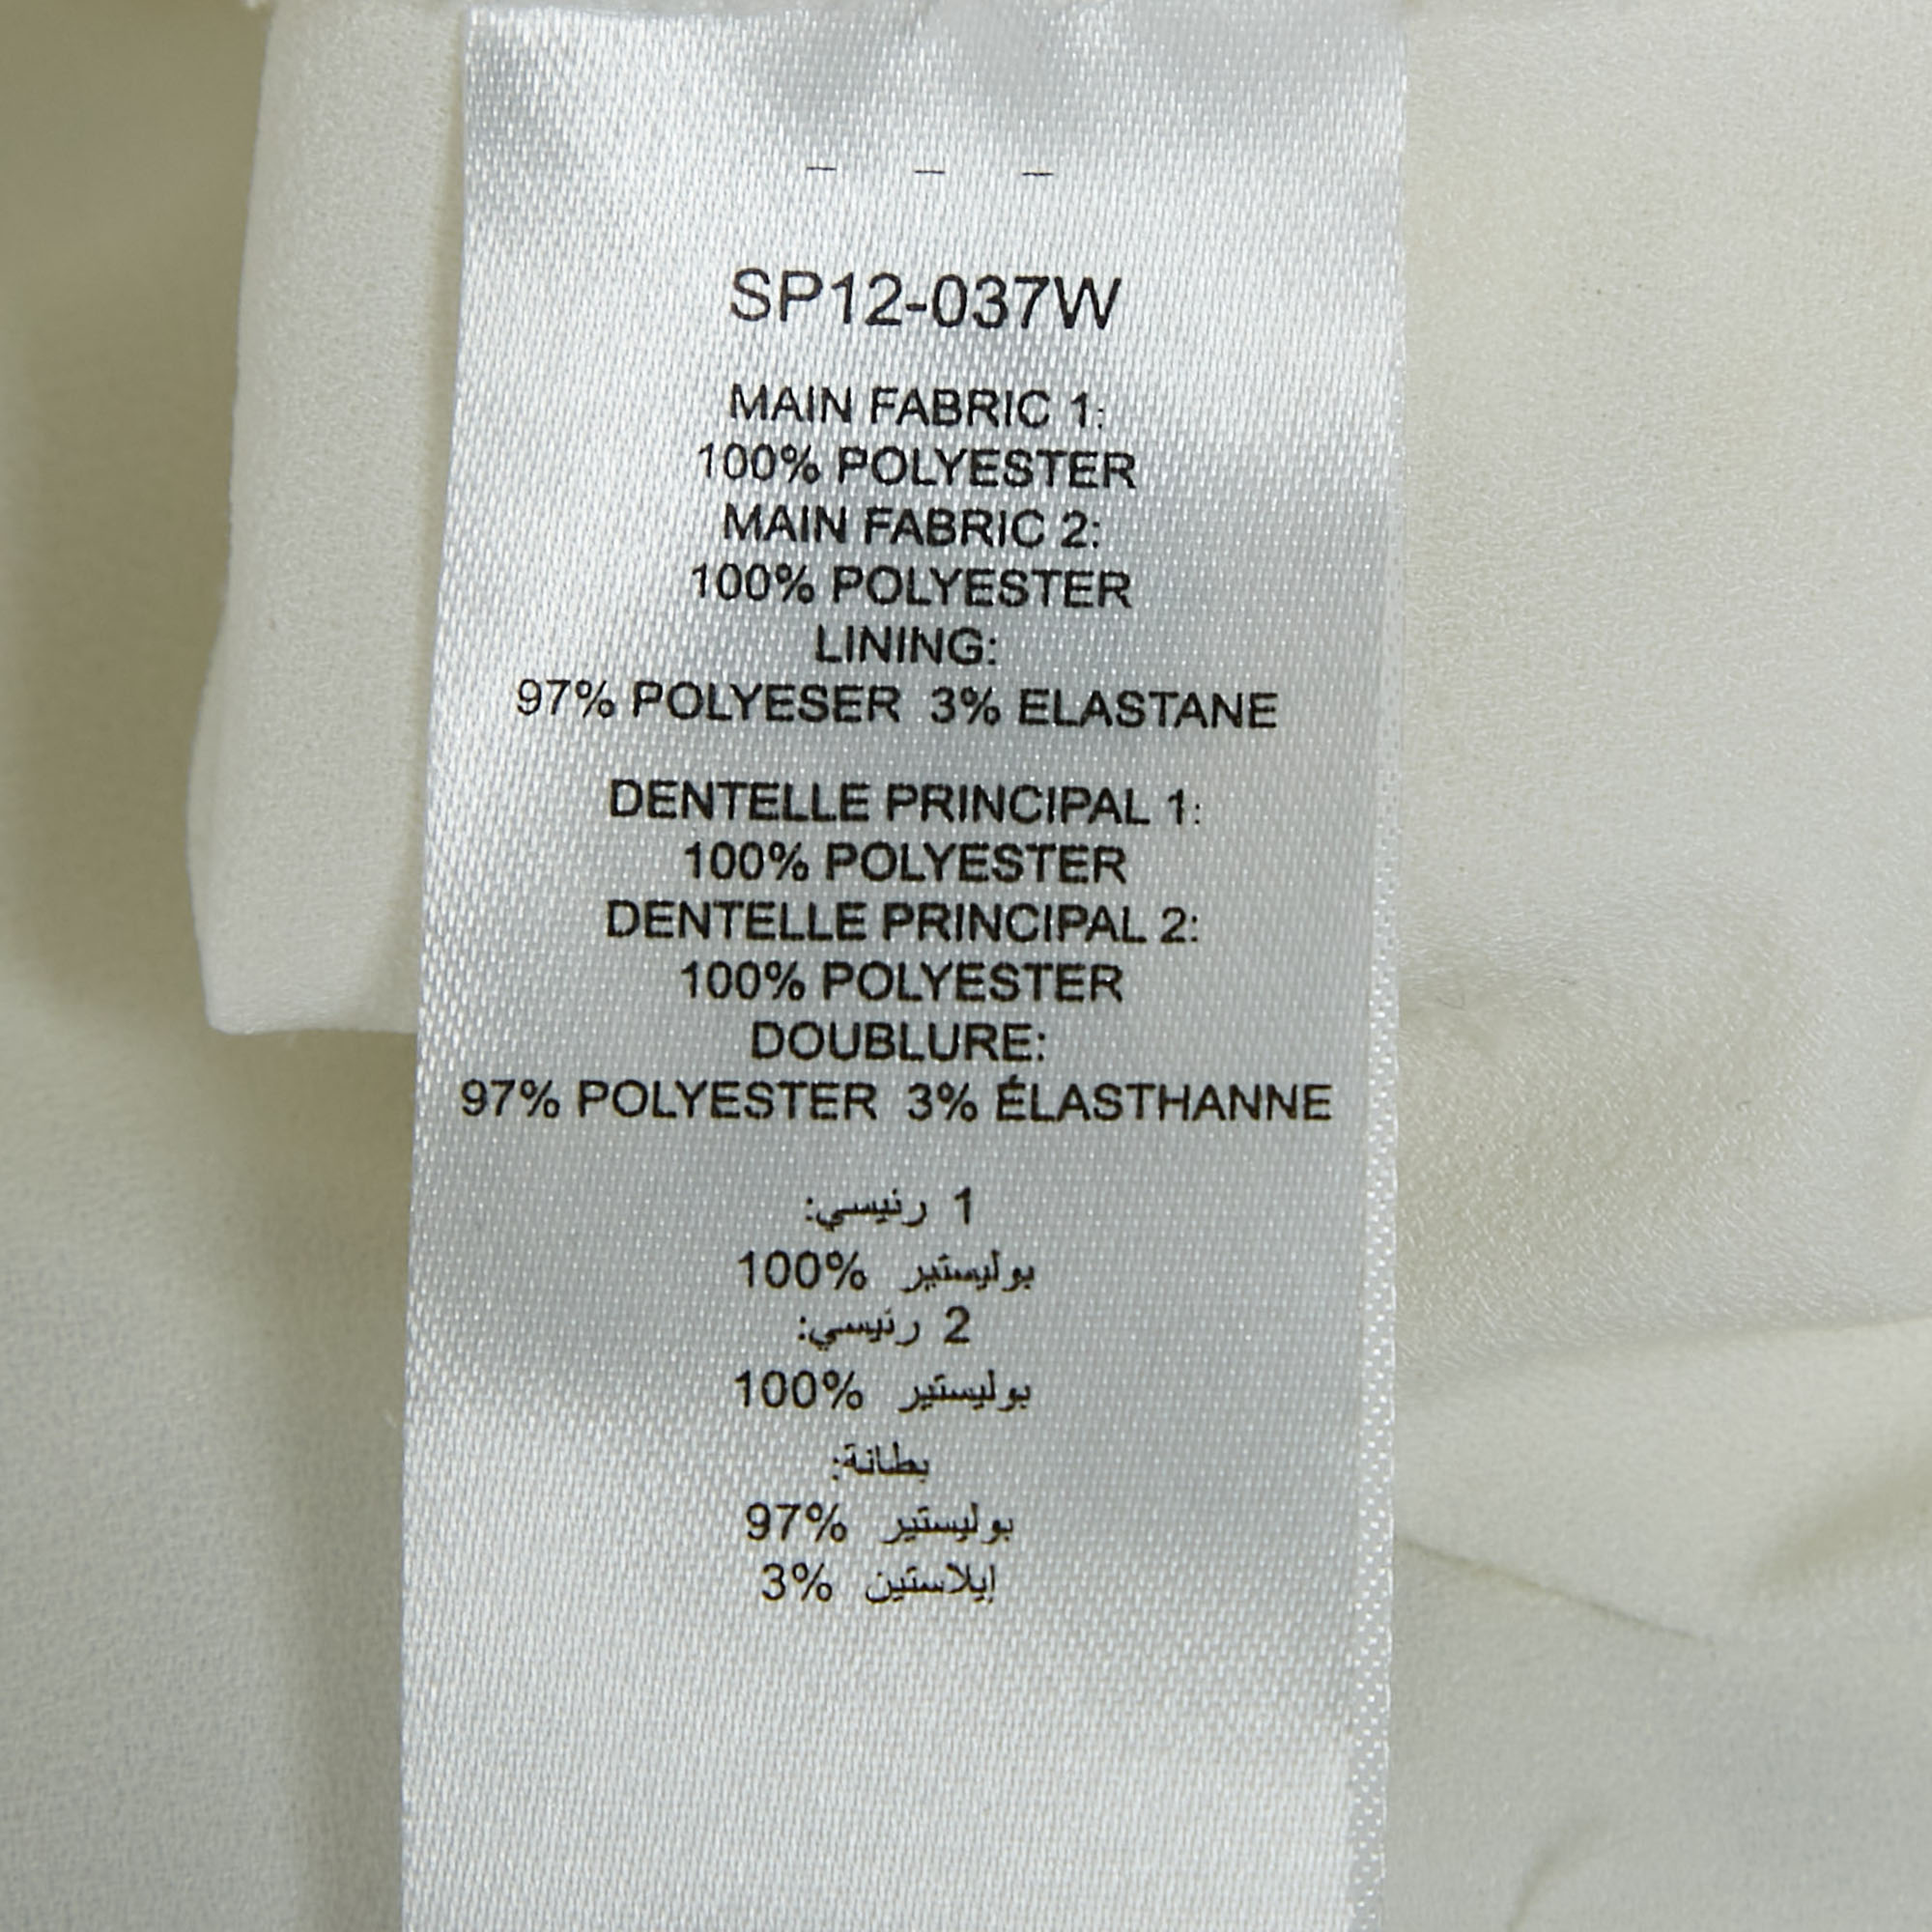 SP12-037W
MAIN FABRIC 1:
100% POLYESTER
MAIN FABRIC 2:
100% POLYESTER
LINING:
97% POLYESER 3% ELASTANE
DENTELLE PRINCIPAL 1:
100% POLYESTER
DENTELLE PRINCIPAL 2:
100% POLYESTER
DOUBLURE:
97% POLYESTER 3% ÉLASTHANNE
1 رئيسي:
بوليستير 100%
2 رئيسي:
بوليستير 100%
بطانة:
بوليستير 97%
إيلاستين 3%